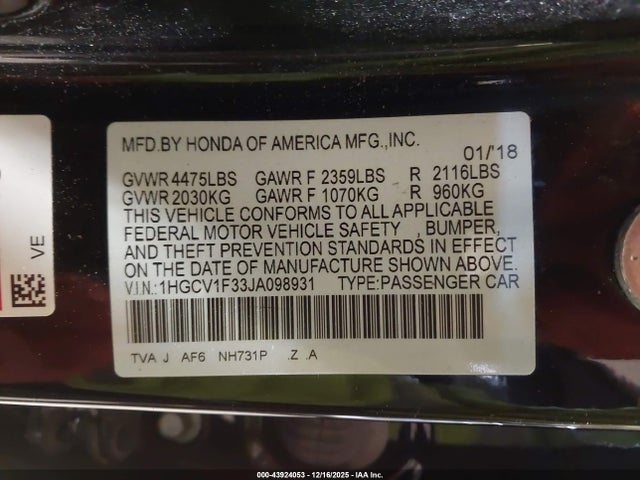 MFD.BY HONDA OF AMERICA MFG.,INC.
01/'18
GVWR 4475LBS GAWR F 2359LBS R 2116LBS
GVWR 2030KG GAWR F 1070KG R 960KG
THIS VEHICLE CONFORMS TO ALL APPLICABLE
FEDERAL MOTOR VEHICLE SAFETY , BUMPER,
AND THEFT PREVENTION STANDARDS IN EFFECT
ON THE DATE OF MANUFACTURE SHOWN ABOVE.
V.I.N.:1HGCV1F33JA098931 TYPE:PASSENGER CAR
TVA J AF6 NH731P .Z .A
VE
000-43924053 - 12/16/2025 - IAA Inc.